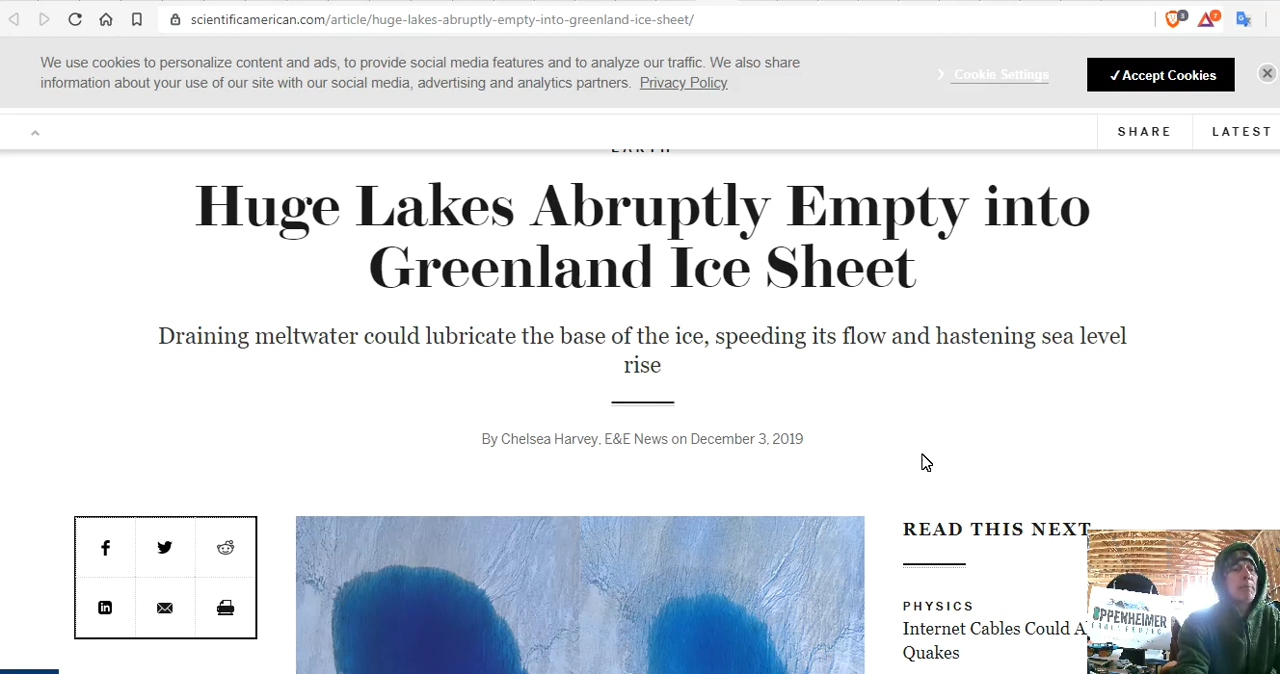 scientificamerican.com/article/huge-lakes-abruptly-empty-into-greenland-ice-sheet/
3
7
We use cookies to personalize content and ads, to provide social media features and to analyze our traffic. We also share
information about your use of our site with our social media, advertising and analytics partners. Privacy Policy
Cookie Settings
✓ Accept Cookies
SHARE
LATEST
EARTH
Huge Lakes Abruptly Empty into
Greenland Ice Sheet
Draining meltwater could lubricate the base of the ice, speeding its flow and hastening sea level
rise
By Chelsea Harvey, E&E News on December 3, 2019
READ THIS NEXT
PHYSICS
Internet Cables Could A
Quakes
OPPENHEIMER